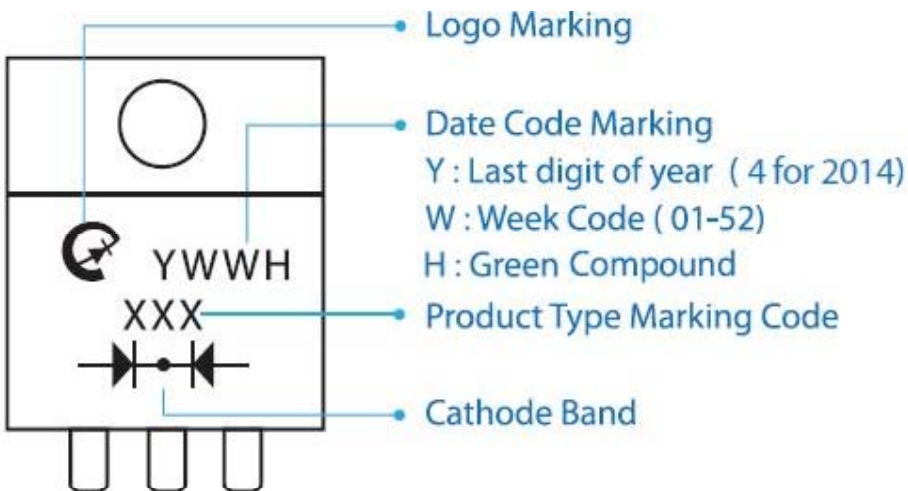 Logo Marking
Date Code Marking
Y : Last digit of year ( 4 for 2014)
W : Week Code ( 01-52)
H : Green Compound
YWWH
XXX
Product Type Marking Code
Cathode Band